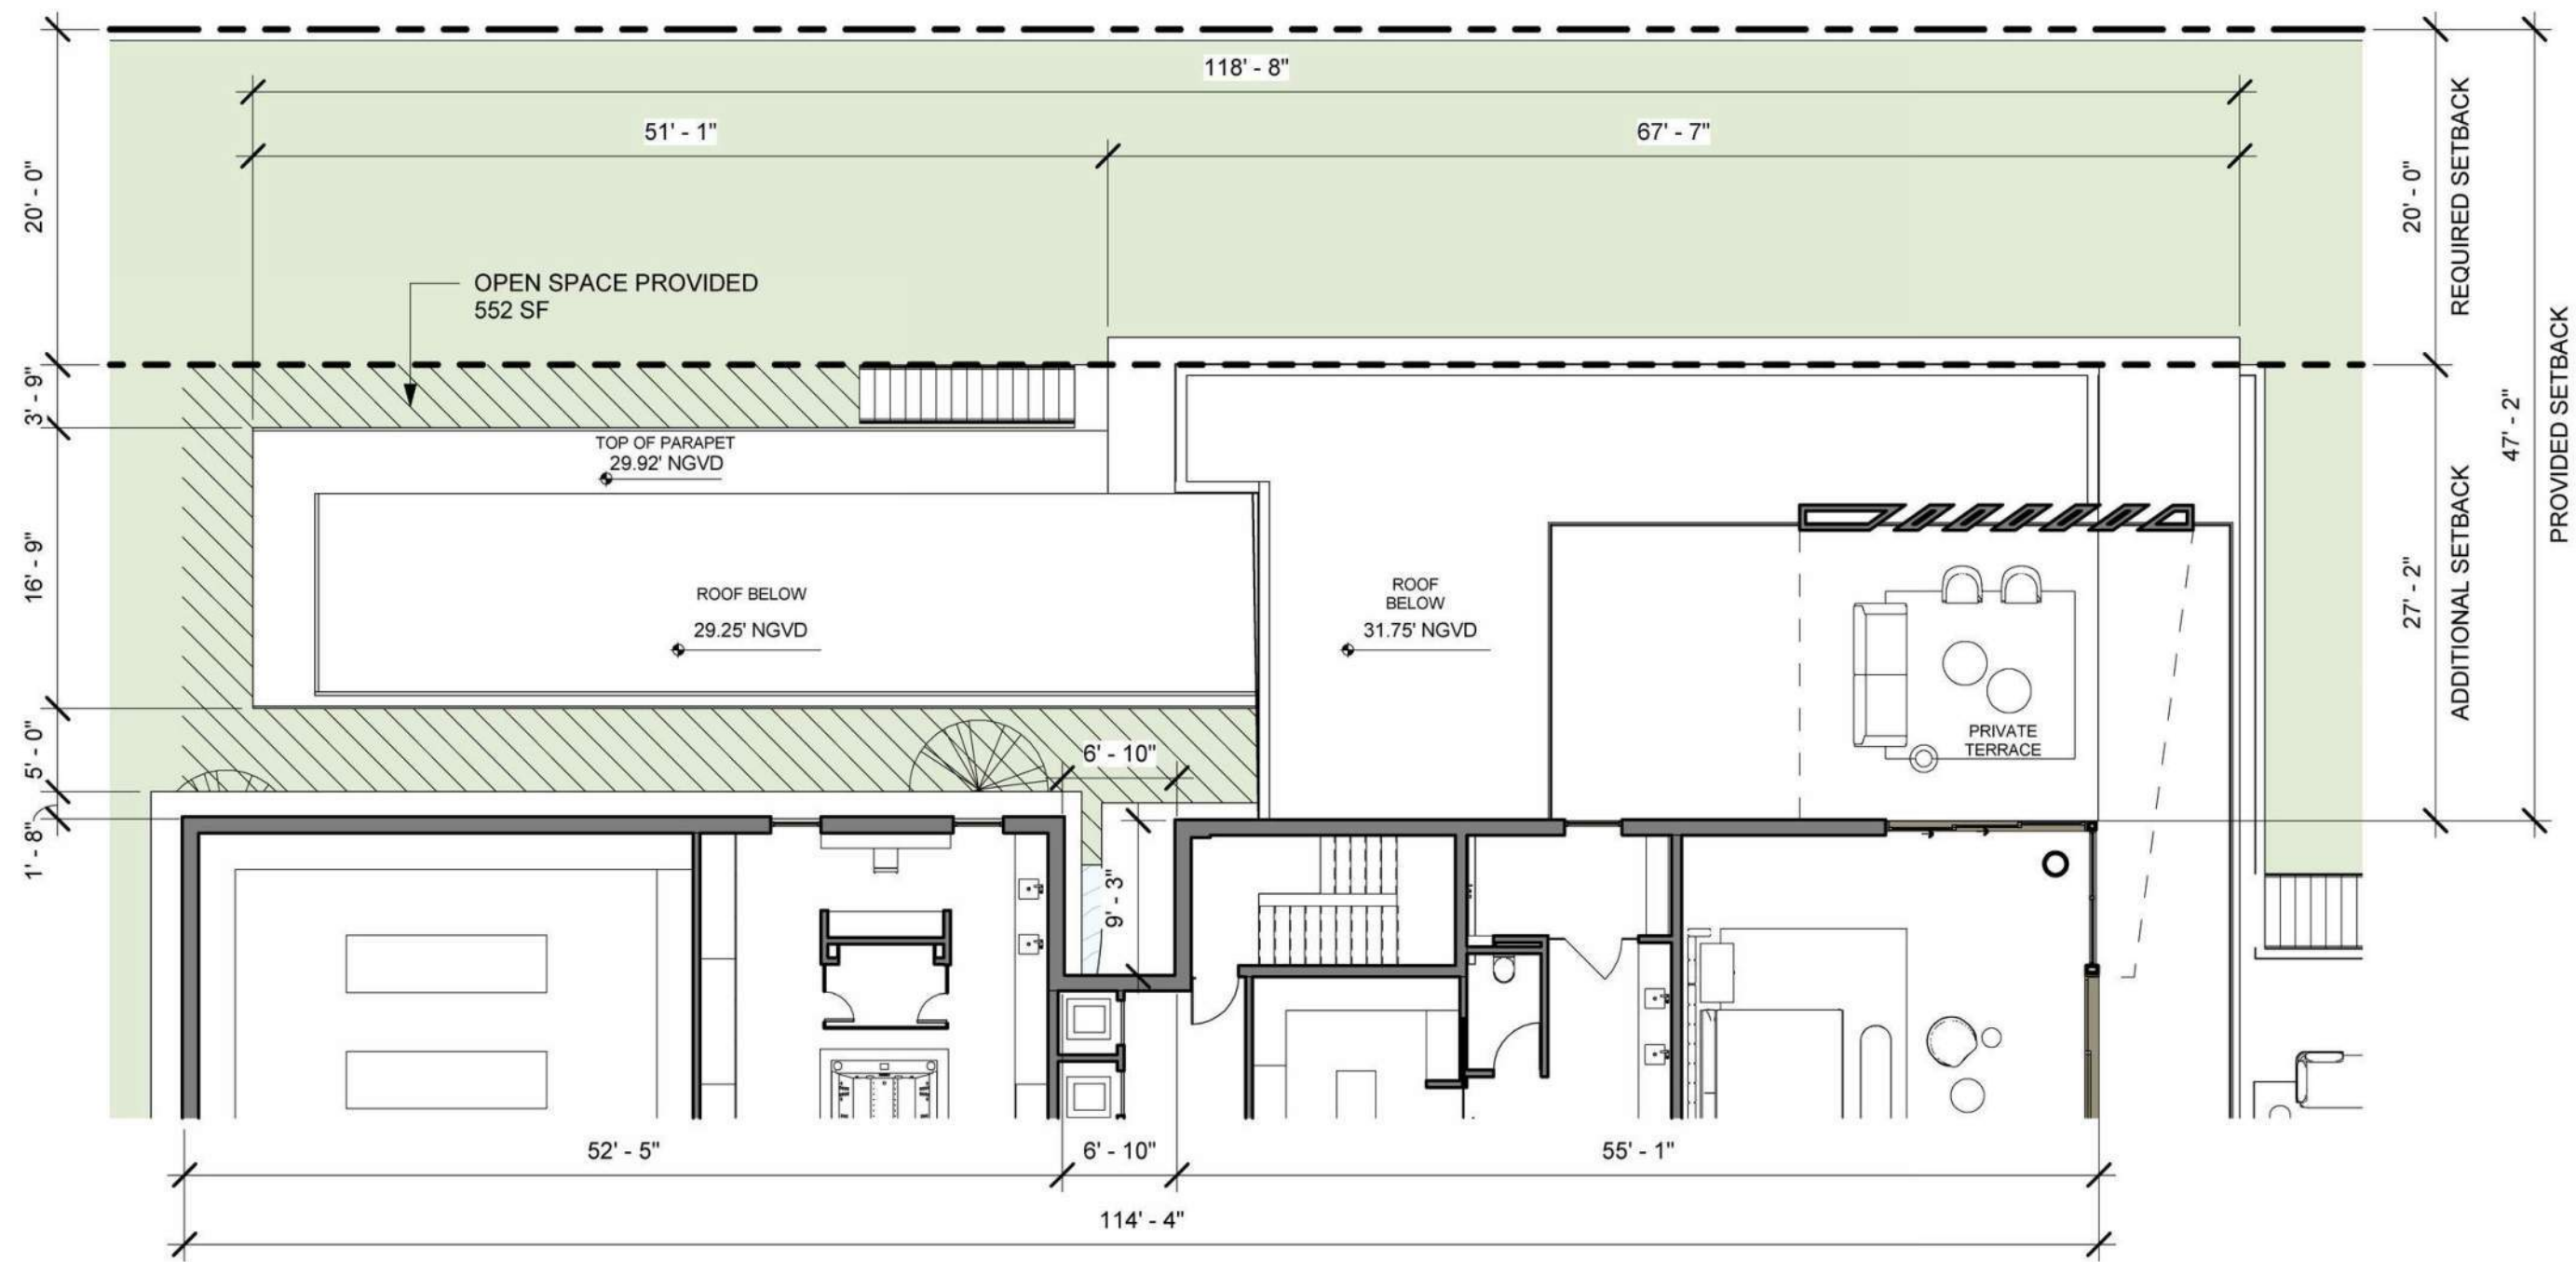 118' - 8"
51' - 1"
67' - 7"
20' - 0"
20' - 0"
REQUIRED SETBACK
OPEN SPACE PROVIDED
552 SF
3' - 9"
TOP OF PARAPET
29.92' NGVD
47' - 2"
PROVIDED SETBACK
16' - 9"
ROOF BELOW
29.25' NGVD
ROOF
BELOW
31.75' NGVD
27' - 2"
ADDITIONAL SETBACK
5' - 0"
6' - 10"
PRIVATE
TERRACE
1' - 8"
9' - 3"
52' - 5"
6' - 10"
55' - 1"
114' - 4"